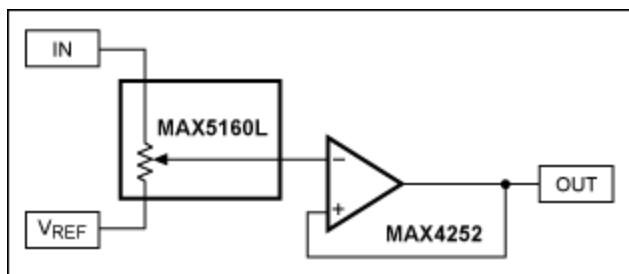 IN
MAX5160L
−
+
OUT
VREF
MAX4252